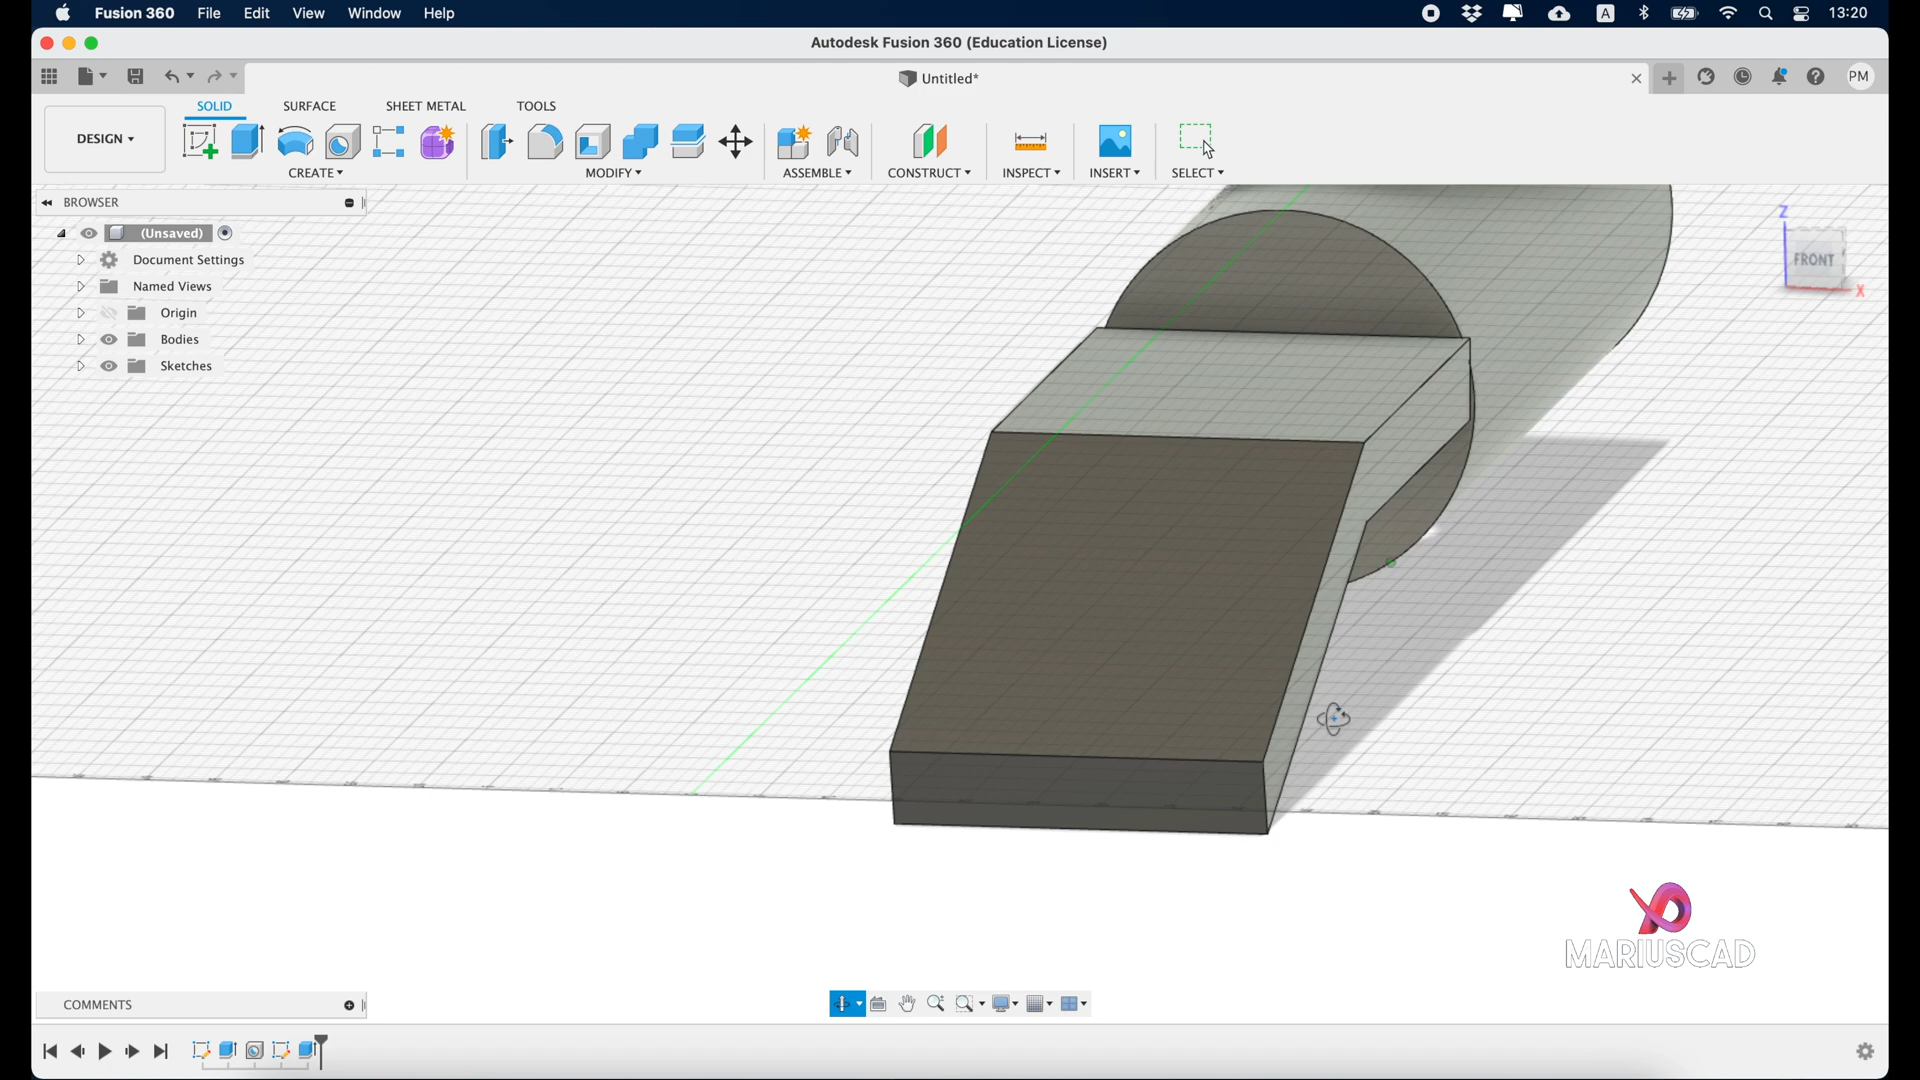 Fusion 360 File Edit View Window Help A 13:20
Autodesk Fusion 360 (Education License)
Untitled* PM
SOLID SURFACE SHEET METAL TOOLS
DESIGN
CREATE MODIFY ASSEMBLE CONSTRUCT INSPECT INSERT SELECT
BROWSER
(Unsaved)
Document Settings
Named Views
Origin
Bodies
Sketches
Z
FRONT
X
MARIUSCAD
COMMENTS